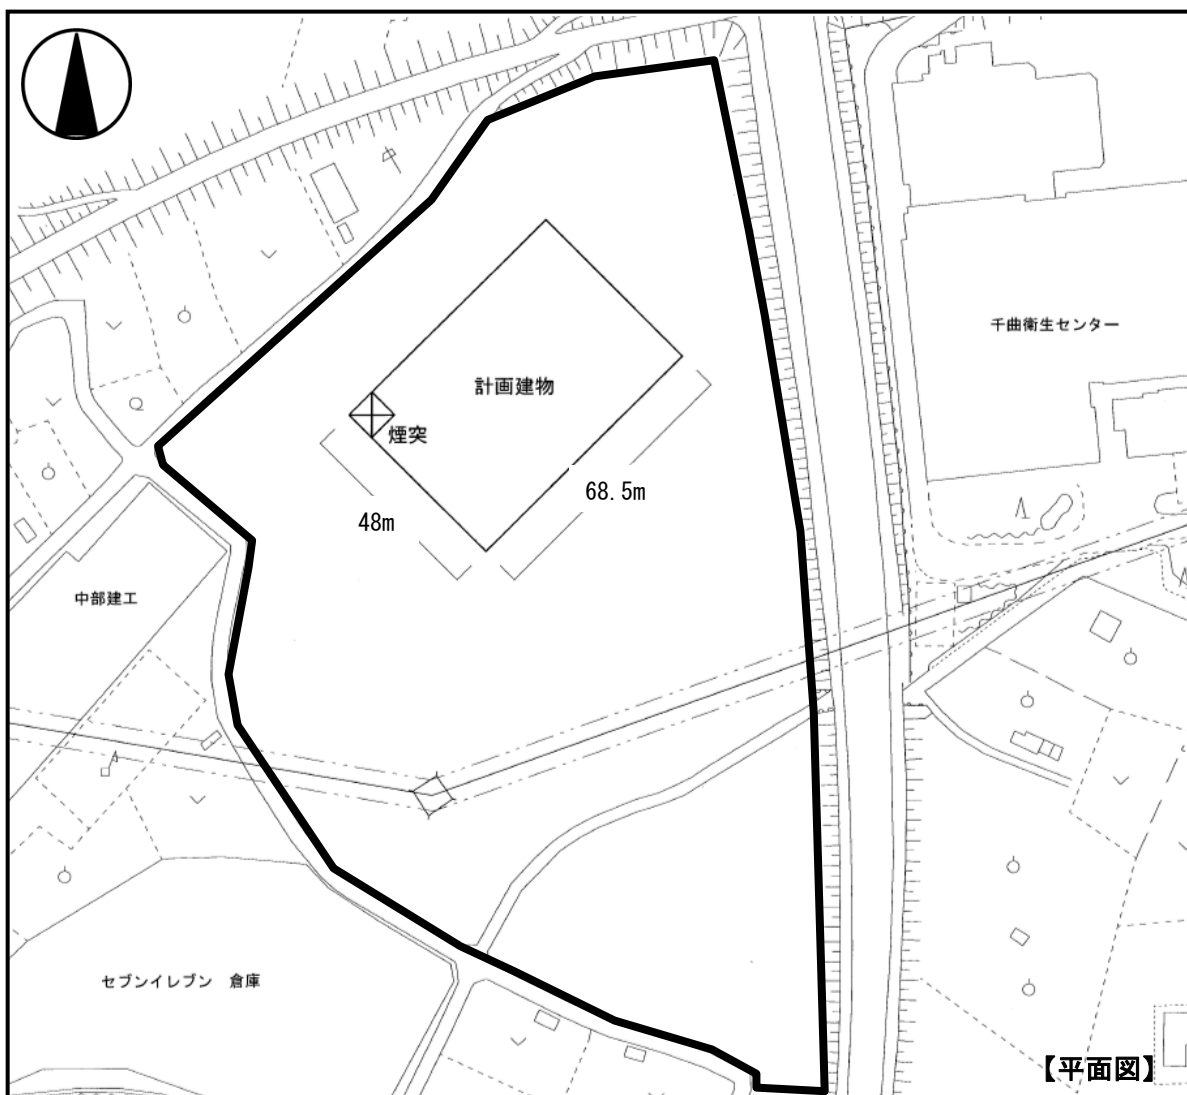 千曲衛生センター
計画建物
煙突
68.5m
48m
中部建工
セブンイレブン 倉庫
【平面図】